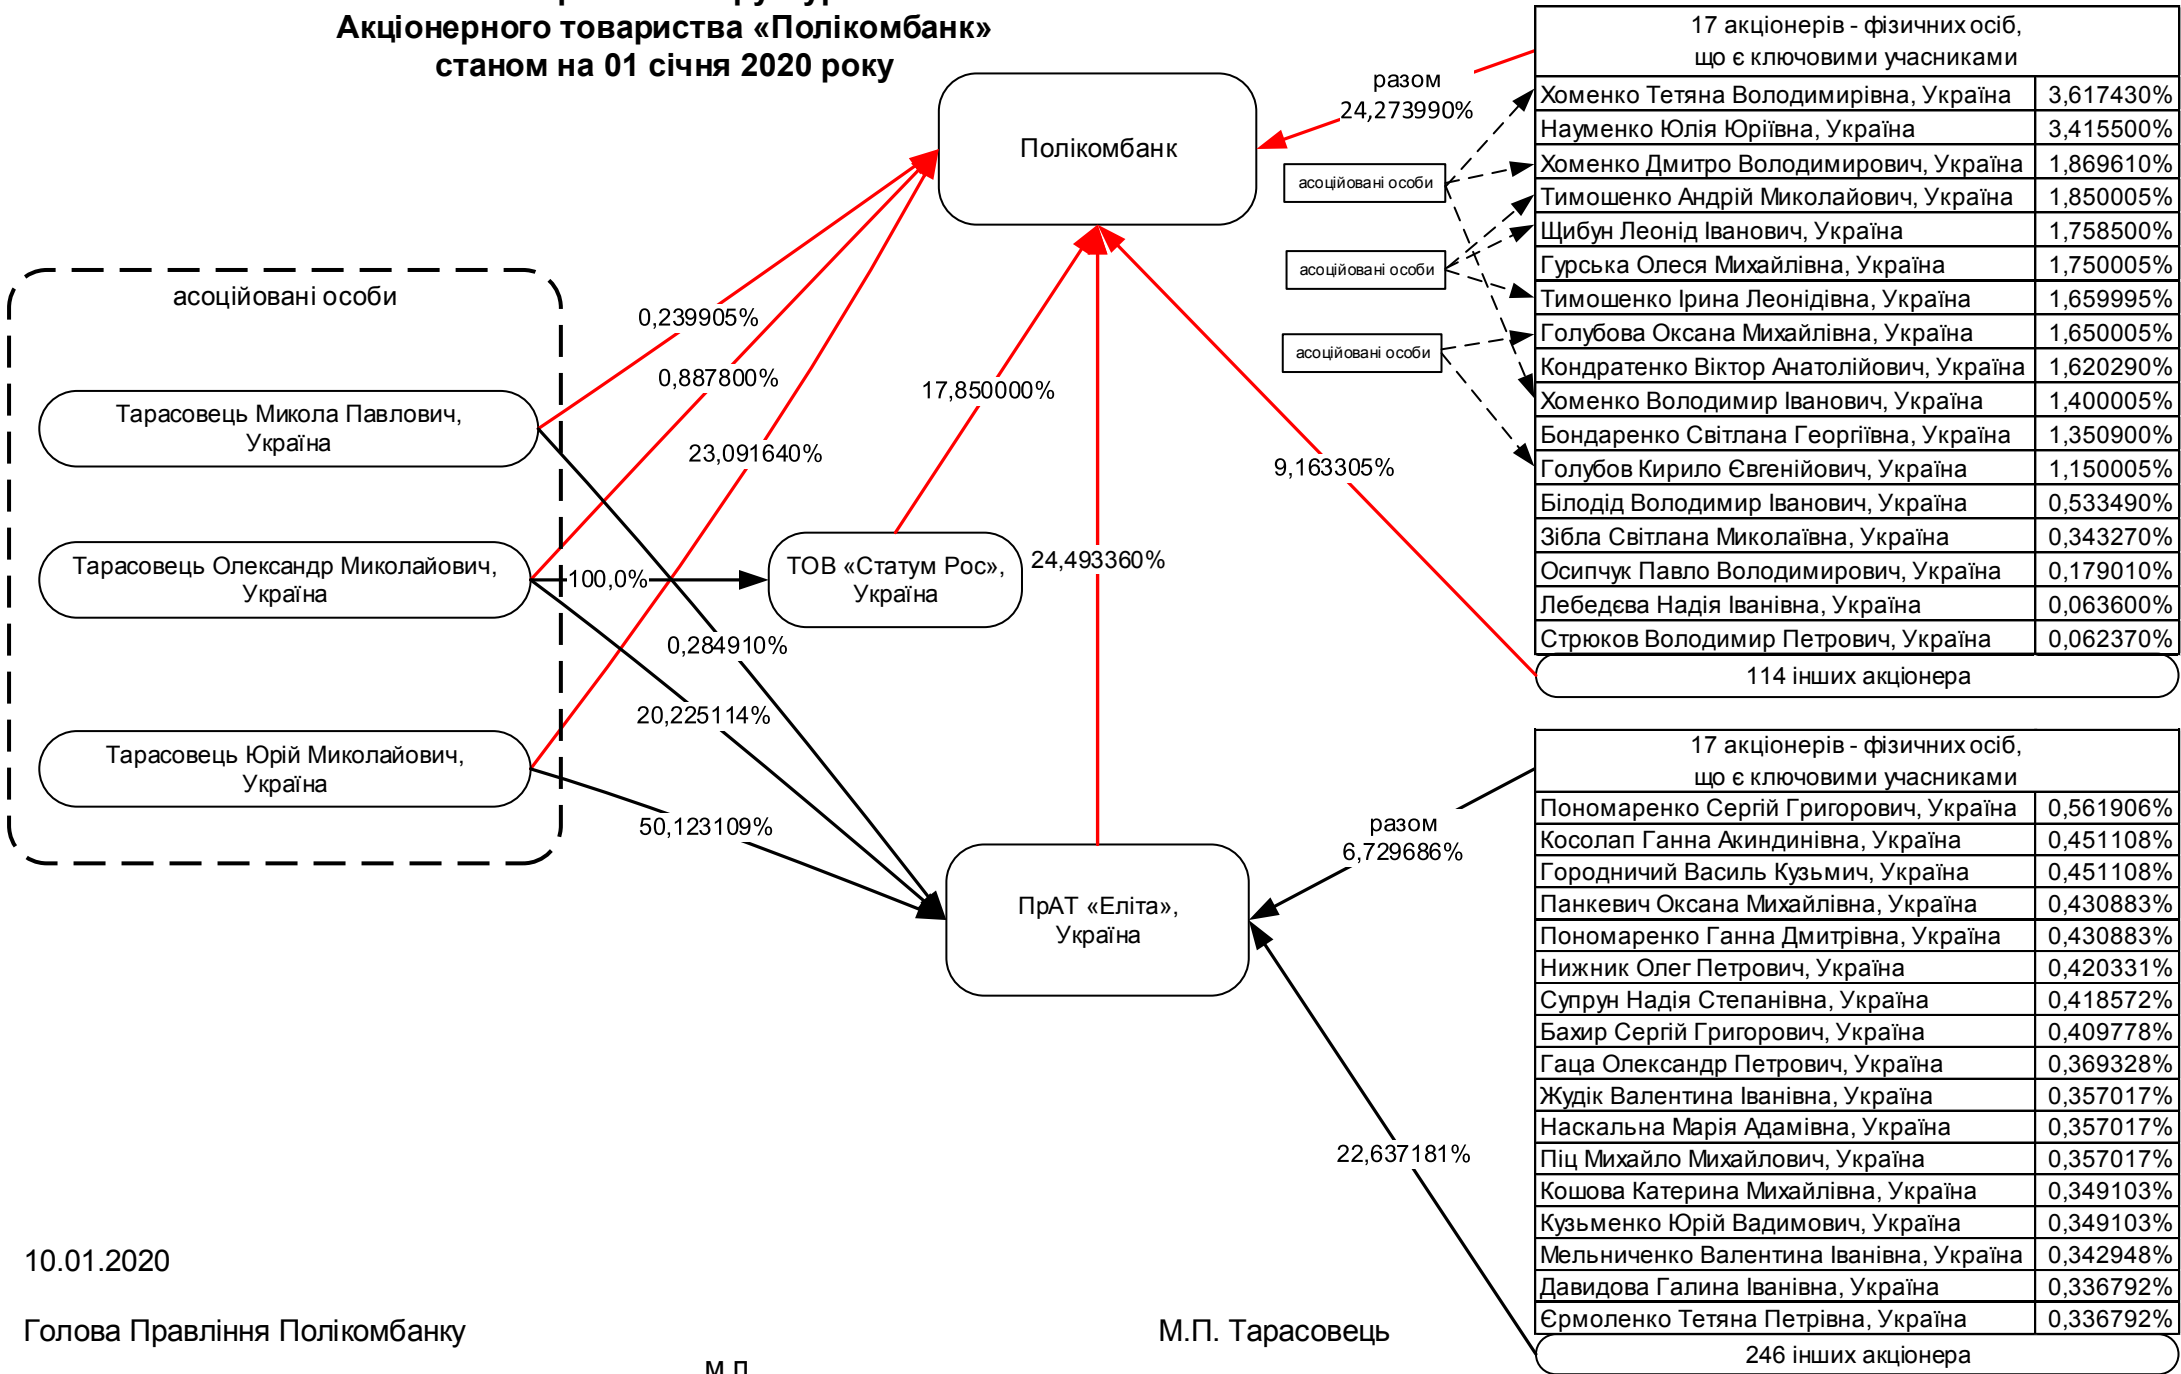 Акціонерного товариства «Полікомбанк»
станом на 01 січня 2020 року
Полікомбанк
разом
24,273990%
17 акціонерів - фізичних осіб,
що є ключовими учасниками
Хоменко Тетяна Володимирівна, Україна 3,617430%
Науменко Юлія Юріївна, Україна 3,415500%
Хоменко Дмитро Володимирович, Україна 1,869610%
Тимошенко Андрій Миколайович, Україна 1,850005%
Щибун Леонід Іванович, Україна 1,758500%
Гурська Олеся Михайлівна, Україна 1,750005%
Тимошенко Ірина Леонідівна, Україна 1,659995%
Голубова Оксана Михайлівна, Україна 1,650005%
Кондратенко Віктор Анатолійович, Україна 1,620290%
Хоменко Володимир Іванович, Україна 1,400005%
Бондаренко Світлана Георгіївна, Україна 1,350900%
Голубов Кирило Євгенійович, Україна 1,150005%
Білодід Володимир Іванович, Україна 0,533490%
Зібла Світлана Миколаївна, Україна 0,343270%
Осипчук Павло Володимирович, Україна 0,179010%
Лебедєва Надія Іванівна, Україна 0,063600%
Стрюков Володимир Петрович, Україна 0,062370%
114 інших акціонера
асоційовані особи
асоційовані особи
асоційовані особи
асоційовані особи
Тарасовець Микола Павлович,
Україна
Тарасовець Олександр Миколайович,
Україна
Тарасовець Юрій Миколайович,
Україна
0,239905%
0,887800%
23,091640%
17,850000%
9,163305%
100,0%
ТОВ «Статум Рос»,
Україна
24,493360%
0,284910%
20,225114%
50,123109%
ПрАТ «Еліта»,
Україна
разом
6,729686%
22,637181%
17 акціонерів - фізичних осіб,
що є ключовими учасниками
Пономаренко Сергій Григорович, Україна 0,561906%
Косолап Ганна Акиндинівна, Україна 0,451108%
Городничий Василь Кузьмич, Україна 0,451108%
Панкевич Оксана Михайлівна, Україна 0,430883%
Пономаренко Ганна Дмитрівна, Україна 0,430883%
Нижник Олег Петрович, Україна 0,420331%
Супрун Надія Степанівна, Україна 0,418572%
Бахир Сергій Григорович, Україна 0,409778%
Гаца Олександр Петрович, Україна 0,369328%
Жудік Валентина Іванівна, Україна 0,357017%
Наскальна Марія Адамівна, Україна 0,357017%
Піц Михайло Михайлович, Україна 0,357017%
Кошова Катерина Михайлівна, Україна 0,349103%
Кузьменко Юрій Вадимович, Україна 0,349103%
Мельниченко Валентина Іванівна, Україна 0,342948%
Давидова Галина Іванівна, Україна 0,336792%
Єрмоленко Тетяна Петрівна, Україна 0,336792%
246 інших акціонера
10.01.2020
Голова Правління Полікомбанку М.П. Тарасовець
м.п